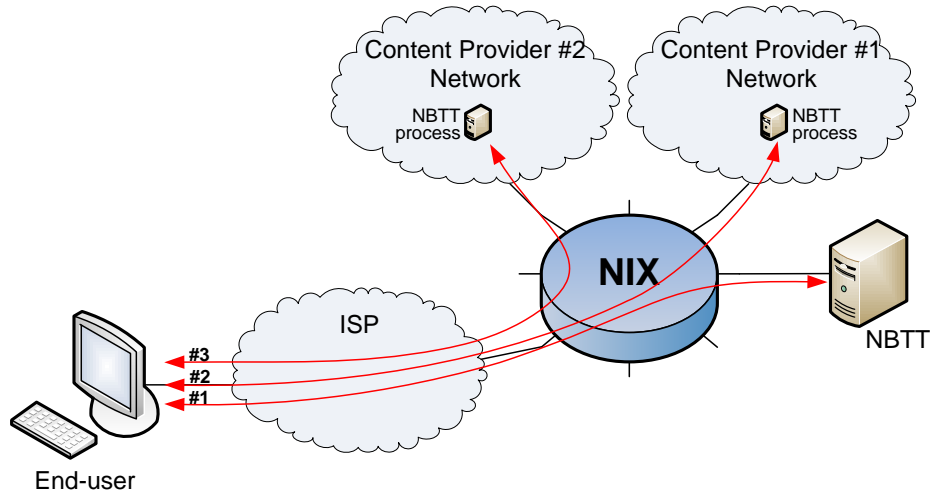 Content Provider #2
Network
NBTT
process
Content Provider #1
Network
NBTT
process
NIX
NBTT
ISP
#3
#2
#1
End-user